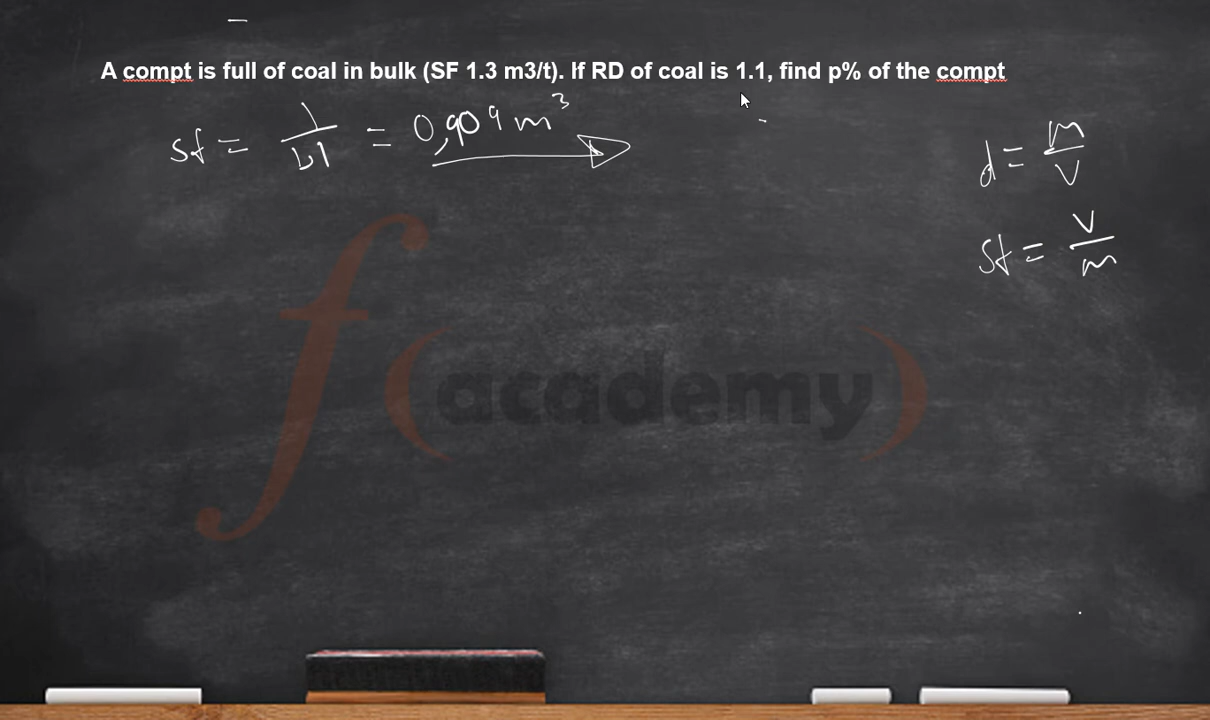 A compt is full of coal in bulk (SF 1.3 m3/t). If RD of coal is 1.1, find p% of the compt
sf = 1/1,1 = 0,909 m³
d = m/v
sf = v/m
f(academy)